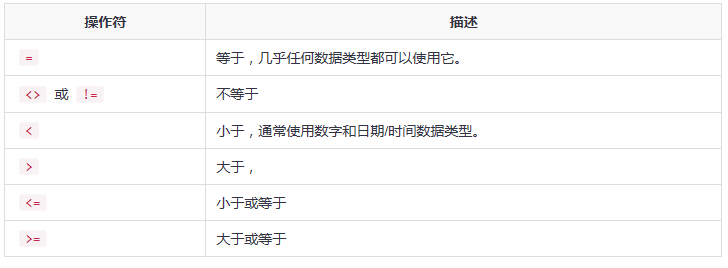 操作符 描述
= 等于，几乎任何数据类型都可以使用它。
<> 或 != 不等于
< 小于，通常使用数字和日期/时间数据类型。
> 大于，
<= 小于或等于
>= 大于或等于